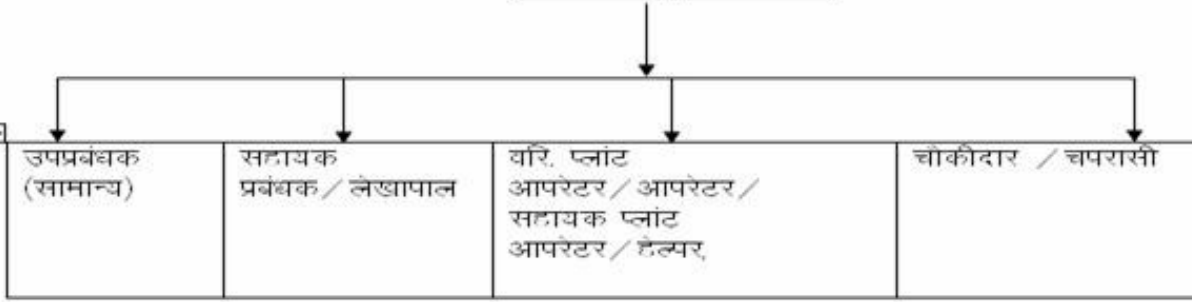 उपप्रबंधक
(सामान्य)
सहायक
प्रबंधक/लेखापाल
वरि. प्लांट
आपरेटर/आपरेटर/
सहायक प्लांट
आपरेटर/हेल्पर,
चौकीदार /चपरासी